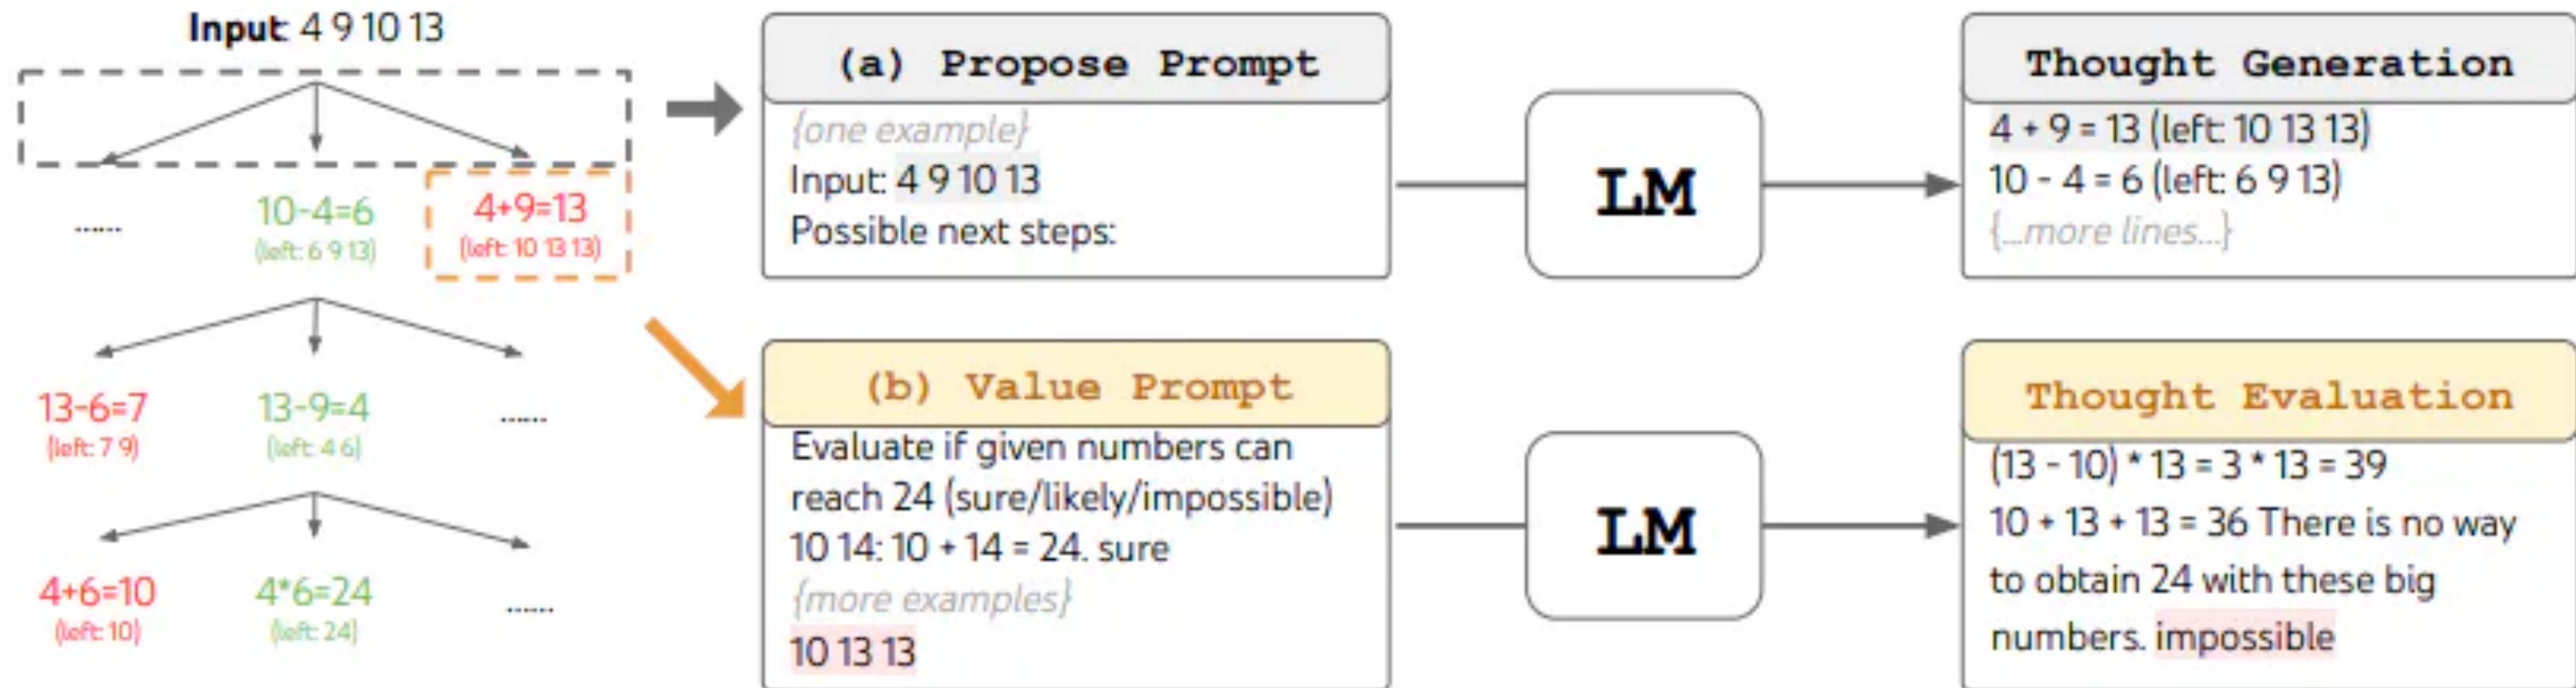 Input: 4 9 10 13
......
10-4=6
(left: 6 9 13)
4+9=13
(left: 10 13 13)
13-6=7
(left: 7 9)
13-9=4
(left: 4 6)
......
4+6=10
(left: 10)
4*6=24
(left: 24)
......
(a) Propose Prompt
{one example}
Input: 4 9 10 13
Possible next steps:
LM
Thought Generation
4 + 9 = 13 (left: 10 13 13)
10 - 4 = 6 (left: 6 9 13)
{...more lines...}
(b) Value Prompt
Evaluate if given numbers can
reach 24 (sure/likely/impossible)
10 14: 10 + 14 = 24. sure
{more examples}
10 13 13
LM
Thought Evaluation
(13 - 10) * 13 = 3 * 13 = 39
10 + 13 + 13 = 36 There is no way
to obtain 24 with these big
numbers. impossible